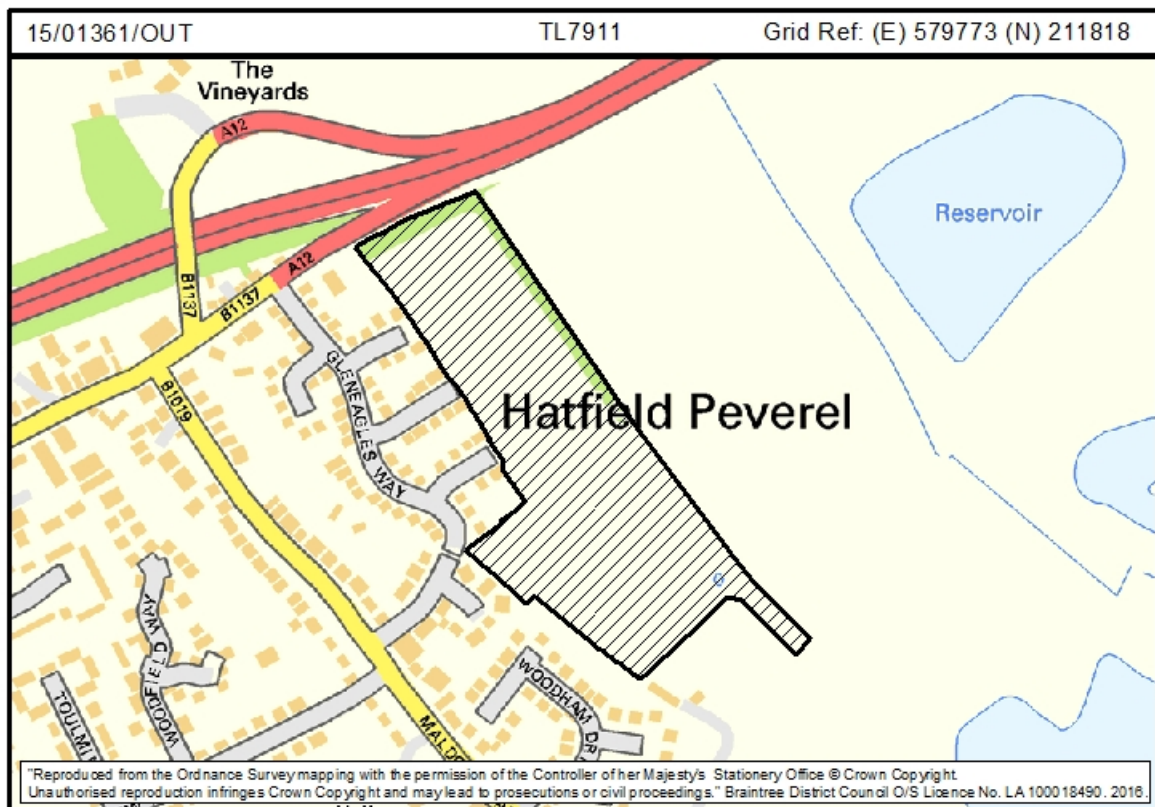 15/01361/OUT TL7911 Grid Ref: (E) 579773 (N) 211818
The
Vineyards
A12
Reservoir
A12
B1137
B1137
B1019
GLENEAGLES WAY
Hatfield Peverel
WOODFIELD WAY
WOODHAM DR
"Reproduced from the Ordnance Survey mapping with the permission of the Controller of her Majesty's Stationery Office © Crown Copyright.
Unauthorised reproduction infringes Crown Copyright and may lead to prosecutions or civil proceedings." Braintree District Council O/S Licence No. LA 100018490. 2016.